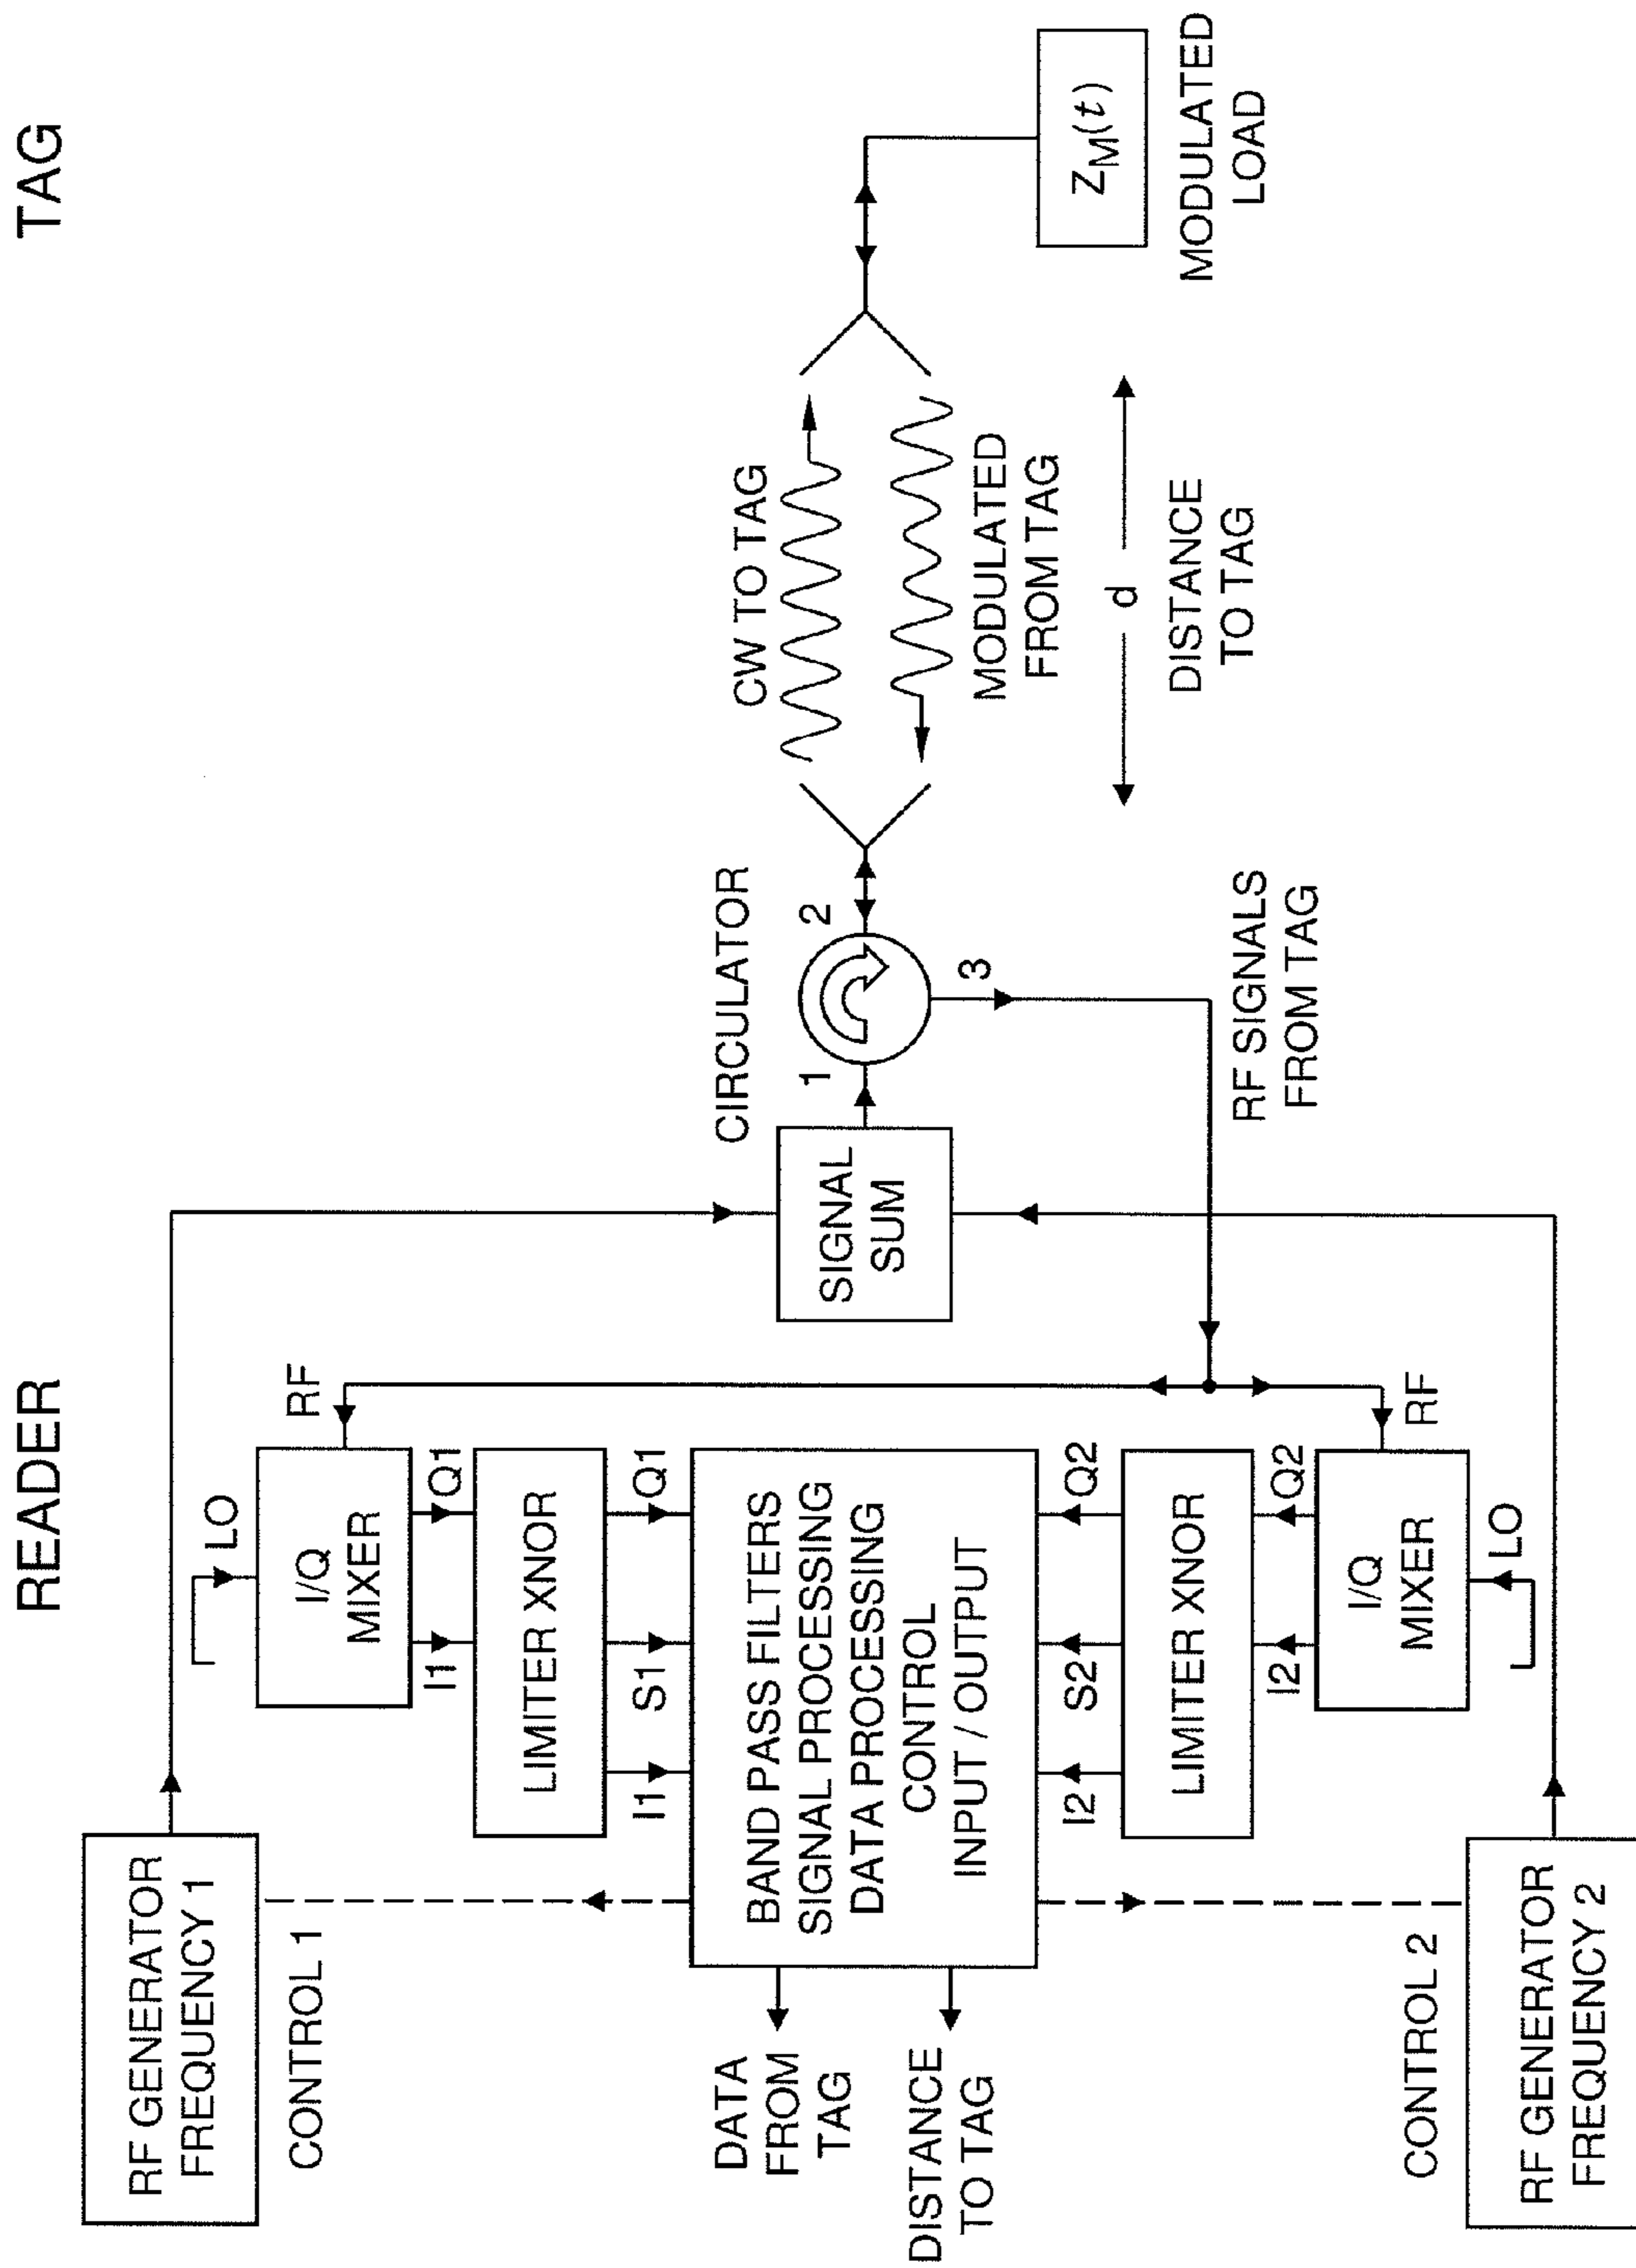 READER
TAG
RF GENERATOR
FREQUENCY 1
CONTROL 1
LO
I/Q
MIXER
RF
I1
Q1
LIMITER XNOR
I1
S1
Q1
BAND PASS FILTERS
SIGNAL PROCESSING
DATA PROCESSING
CONTROL
INPUT / OUTPUT
DATA
FROM
TAG
DISTANCE
TO TAG
I2
S2
Q2
LIMITER XNOR
I2
Q2
I/Q
MIXER
RF
LO
CONTROL 2
RF GENERATOR
FREQUENCY 2
SIGNAL
SUM
CIRCULATOR
1
2
3
RF SIGNALS
FROM TAG
CW TO TAG
MODULATED
FROM TAG
d
DISTANCE
TO TAG
ZM(t)
MODULATED
LOAD